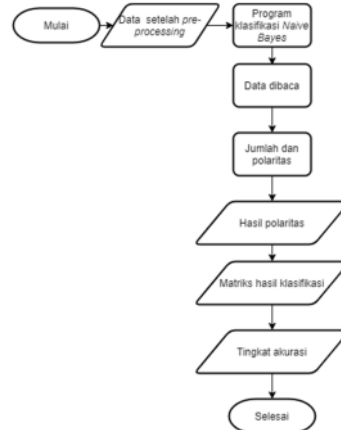 Mulai
Data setelah pre-
processing
Program
klasifikasi Naive
Bayes
Data dibaca
Jumlah dan
polaritas
Hasil polaritas
Matriks hasil klasifikasi
Tingkat akurasi
Selesai